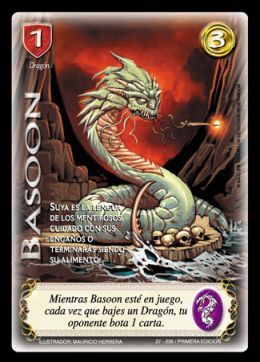 1
3
Dragón
BASOON
SUYA ES LA LENGUA
DE LOS MENTIROSOS,
CUIDADO CON SUS
ENGAÑOS O
TERMINARÁS SIENDO
SU ALIMENTO.
Mientras Basoon esté en juego,
cada vez que bajes un Dragón, tu
oponente bota 1 carta.
ILUSTRADOR: MAURICIO HERRERA
27 - 236 / PRIMERA EDICION